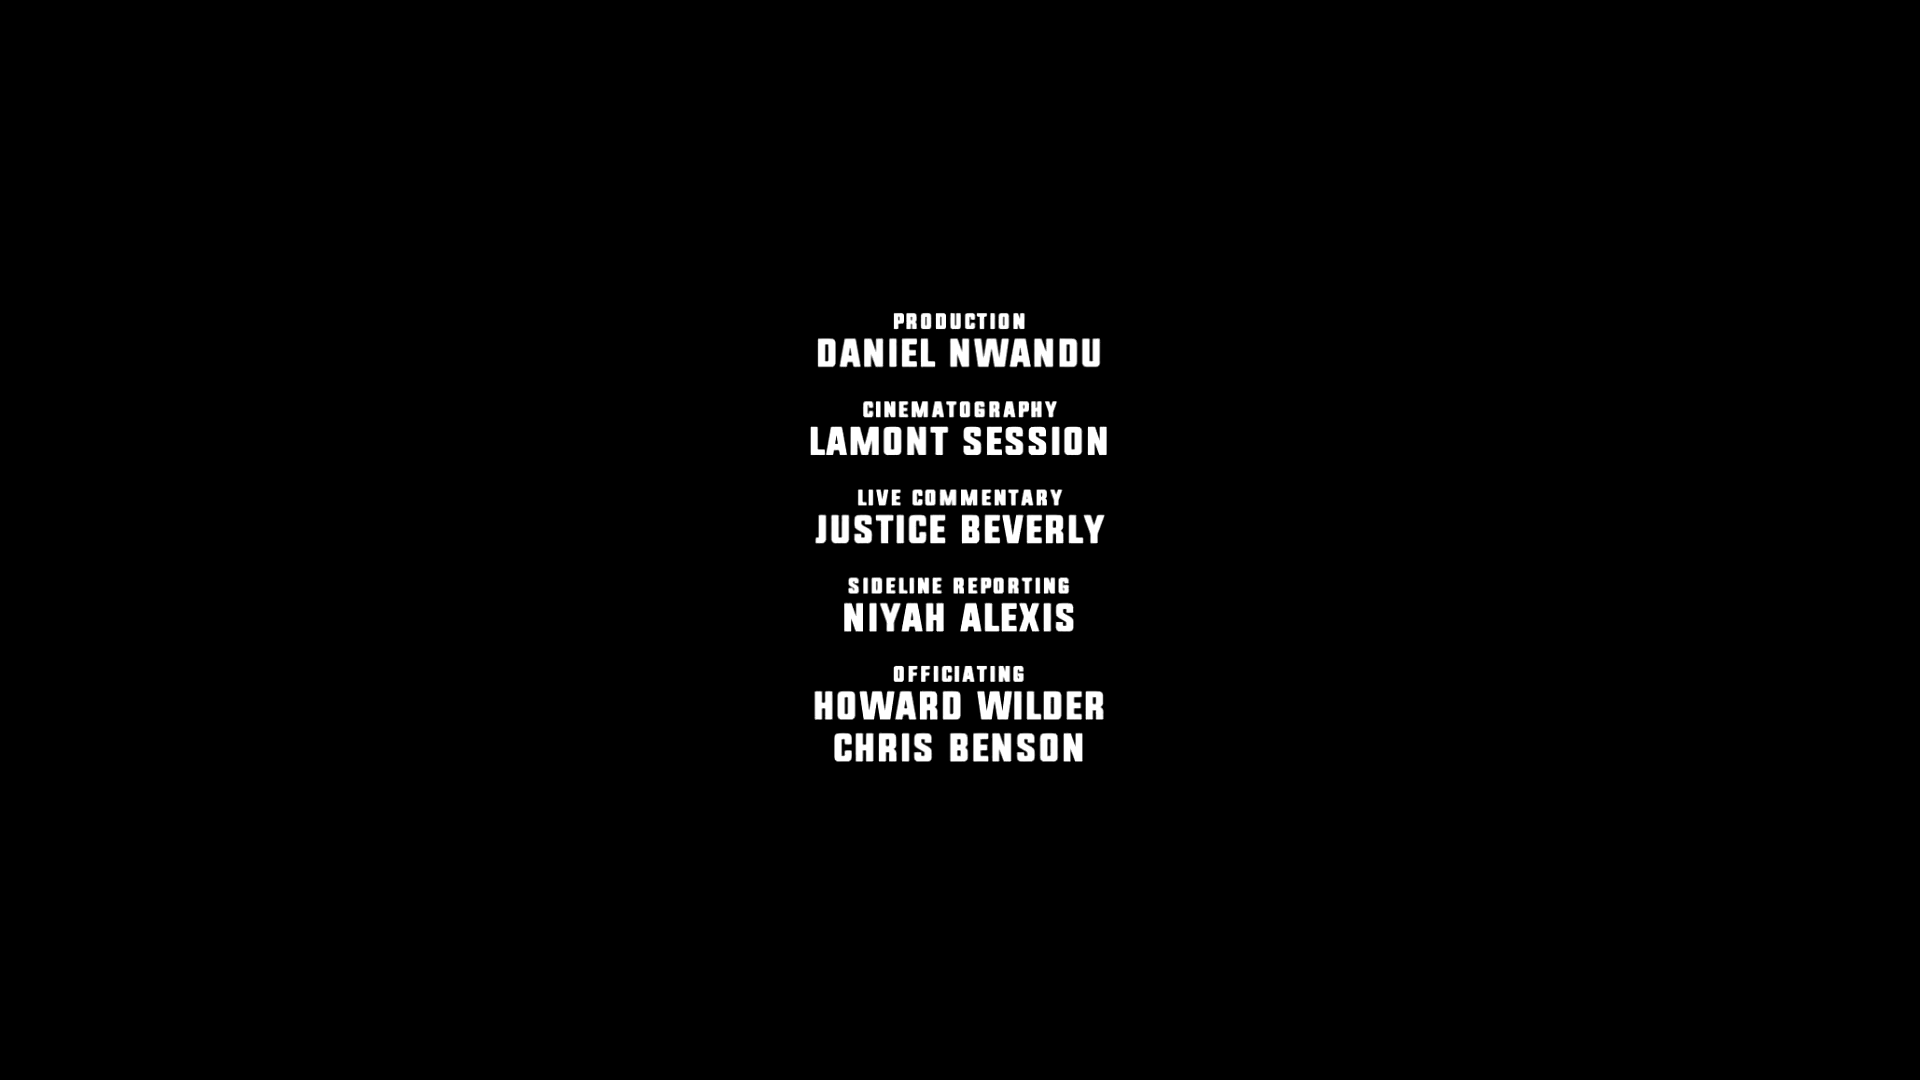 PRODUCTION
DANIEL NWANDU
CINEMATOGRAPHY
LAMONT SESSION
LIVE COMMENTARY
JUSTICE BEVERLY
SIDELINE REPORTING
NIYAH ALEXIS
OFFICIATING
HOWARD WILDER
CHRIS BENSON